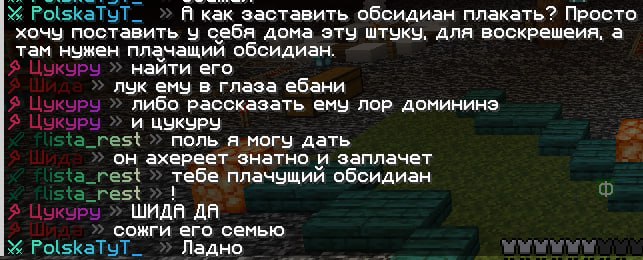 PolskaTyT_ » А как заставить обсидиан плакать? Просто
хочу поставить у себя дома эту штуку, для воскрешеия, а
там нужен плачащий обсидиан.
Цукуру » найти его
Шида » лук ему в глаза ебани
Цукуру » либо рассказать ему лор домининэ
Цукуру » и цукуру
flista_rest » поль я могу дать
Шида » он ахереет знатно и заплачет
flista_rest » тебе плачущий обсидиан
flista_rest » !
Цукуру » ШИДА ДА
Цукуру » сожги его семью
PolskaTyT_ » Ладно